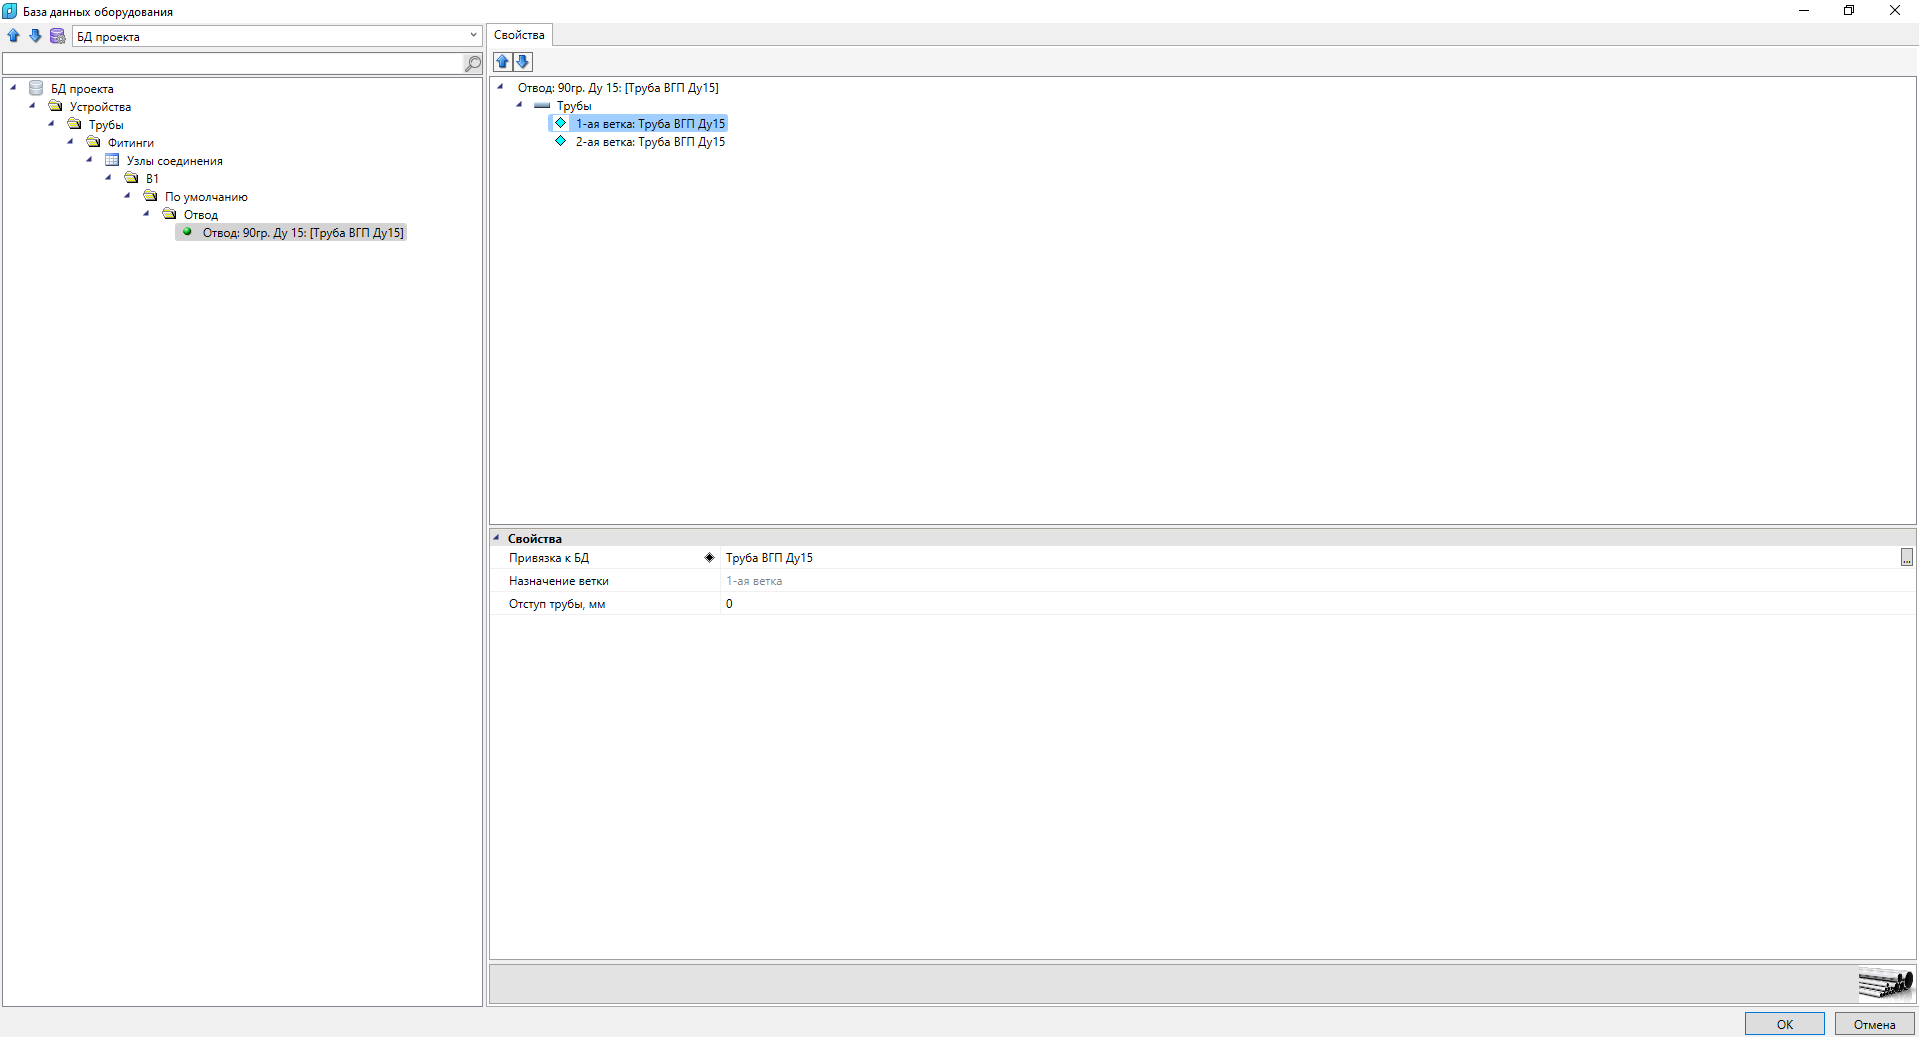 База данных оборудования
БД проекта
Свойства
БД проекта
Устройства
Трубы
Фитинги
Узлы соединения
В1
По умолчанию
Отвод
Отвод: 90гр. Ду 15: [Труба ВГП Ду15]
Отвод: 90гр. Ду 15: [Труба ВГП Ду15]
Трубы
1-ая ветка: Труба ВГП Ду15
2-ая ветка: Труба ВГП Ду15
Свойства
Привязка к БД Труба ВГП Ду15 ...
Назначение ветки 1-ая ветка
Отступ трубы, мм 0
ОК Отмена